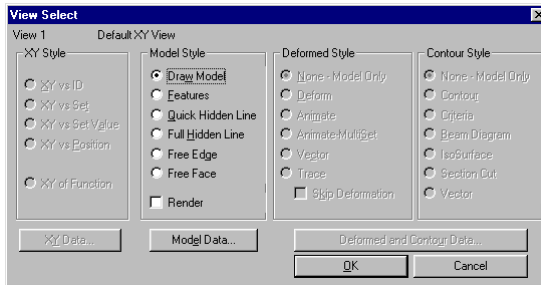 View Select
View 1 Default XY View
XY Style
XY vs ID
XY vs Set
XY vs Set Value
XY vs Position
XY of Function
Model Style
Draw Model
Features
Quick Hidden Line
Full Hidden Line
Free Edge
Free Face
Render
Deformed Style
None - Model Only
Deform
Animate
Animate-MultiSet
Vector
Trace
Skip Deformation
Contour Style
None - Model Only
Contour
Criteria
Beam Diagram
IsoSurface
Section Cut
Vector
XY Data...
Model Data...
Deformed and Contour Data...
OK
Cancel